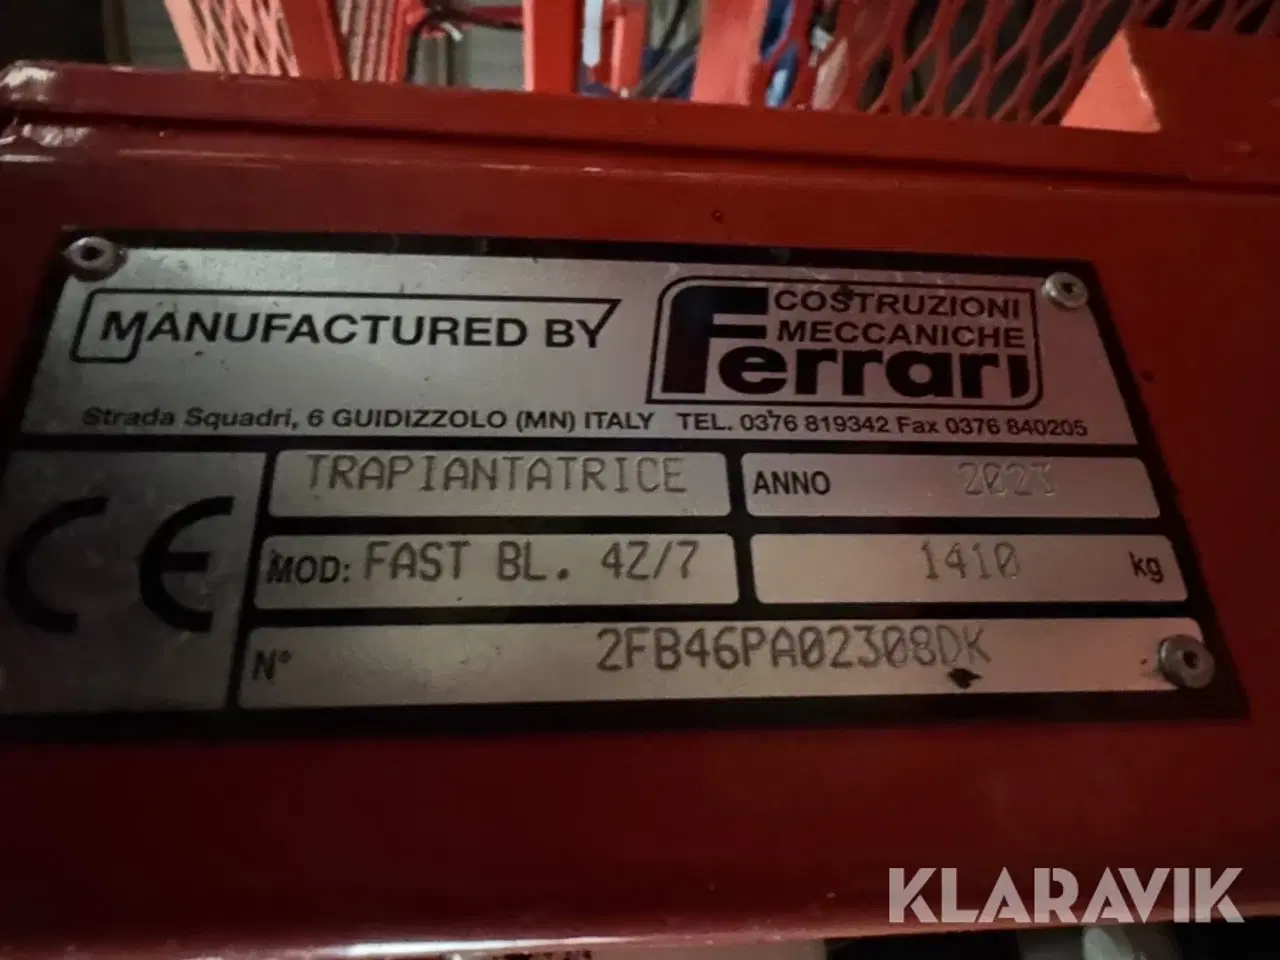 MANUFACTURED BY
COSTRUZIONI
MECCANICHE
Ferrari
Strada Squadri, 6 GUIDIZZOLO (MN) ITALY TEL. 0376 819342 Fax 0376 840205
CE
TRAPIANTATRICE
ANNO 2023
MOD: FAST BL. 4Z/7
1410 kg
N° 2FB46PA02308DK
KLARAVIK